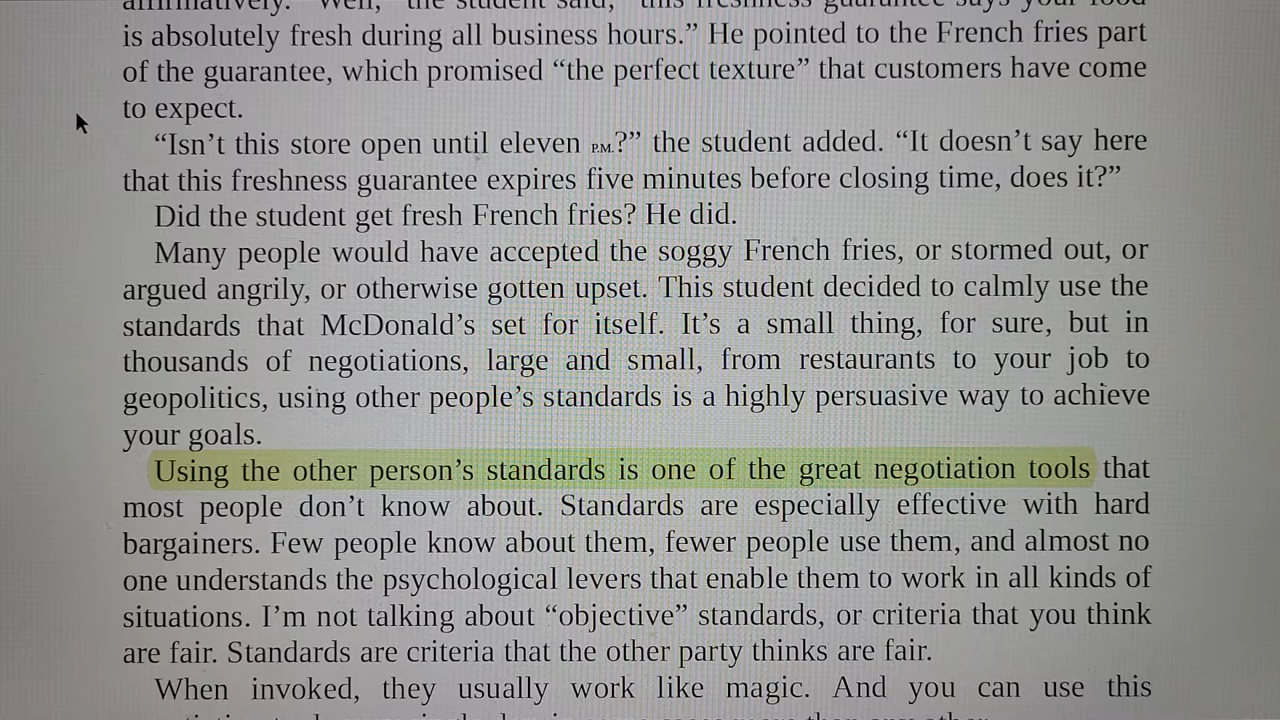 affirmatively. “Well,” the student said, “this freshness guarantee says your food
is absolutely fresh during all business hours.” He pointed to the French fries part
of the guarantee, which promised “the perfect texture” that customers have come
to expect.
“Isn’t this store open until eleven P.M.?” the student added. “It doesn’t say here
that this freshness guarantee expires five minutes before closing time, does it?”
Did the student get fresh French fries? He did.
Many people would have accepted the soggy French fries, or stormed out, or
argued angrily, or otherwise gotten upset. This student decided to calmly use the
standards that McDonald’s set for itself. It’s a small thing, for sure, but in
thousands of negotiations, large and small, from restaurants to your job to
geopolitics, using other people’s standards is a highly persuasive way to achieve
your goals.
Using the other person’s standards is one of the great negotiation tools that
most people don’t know about. Standards are especially effective with hard
bargainers. Few people know about them, fewer people use them, and almost no
one understands the psychological levers that enable them to work in all kinds of
situations. I’m not talking about “objective” standards, or criteria that you think
are fair. Standards are criteria that the other party thinks are fair.
When invoked, they usually work like magic. And you can use this